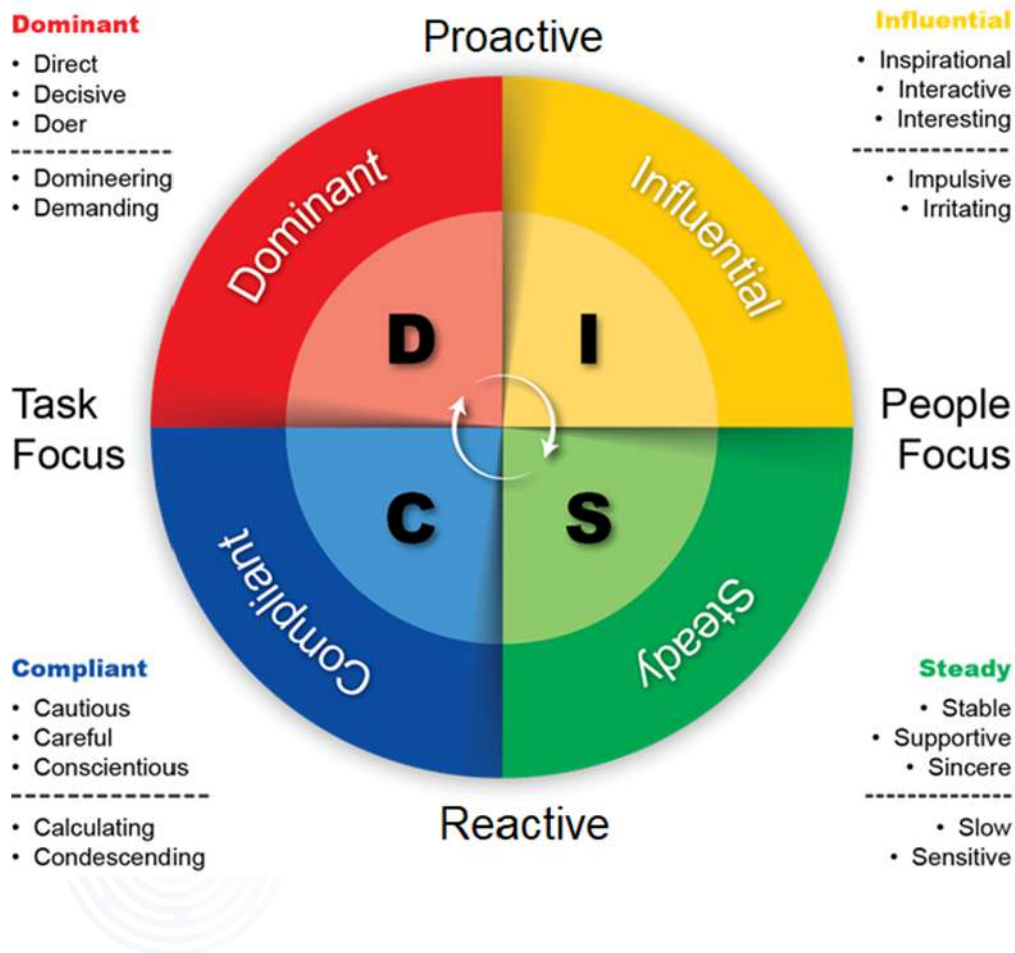 Proactive
Dominant
• Direct
• Decisive
• Doer
• Domineering
• Demanding
Influential
• Inspirational
• Interactive
• Interesting
• Impulsive
• Irritating
Dominant
Influential
D
I
Task
Focus
People
Focus
C
S
Compliant
Steady
Compliant
• Cautious
• Careful
• Conscientious
• Calculating
• Condescending
Steady
• Stable
• Supportive
• Sincere
• Slow
• Sensitive
Reactive